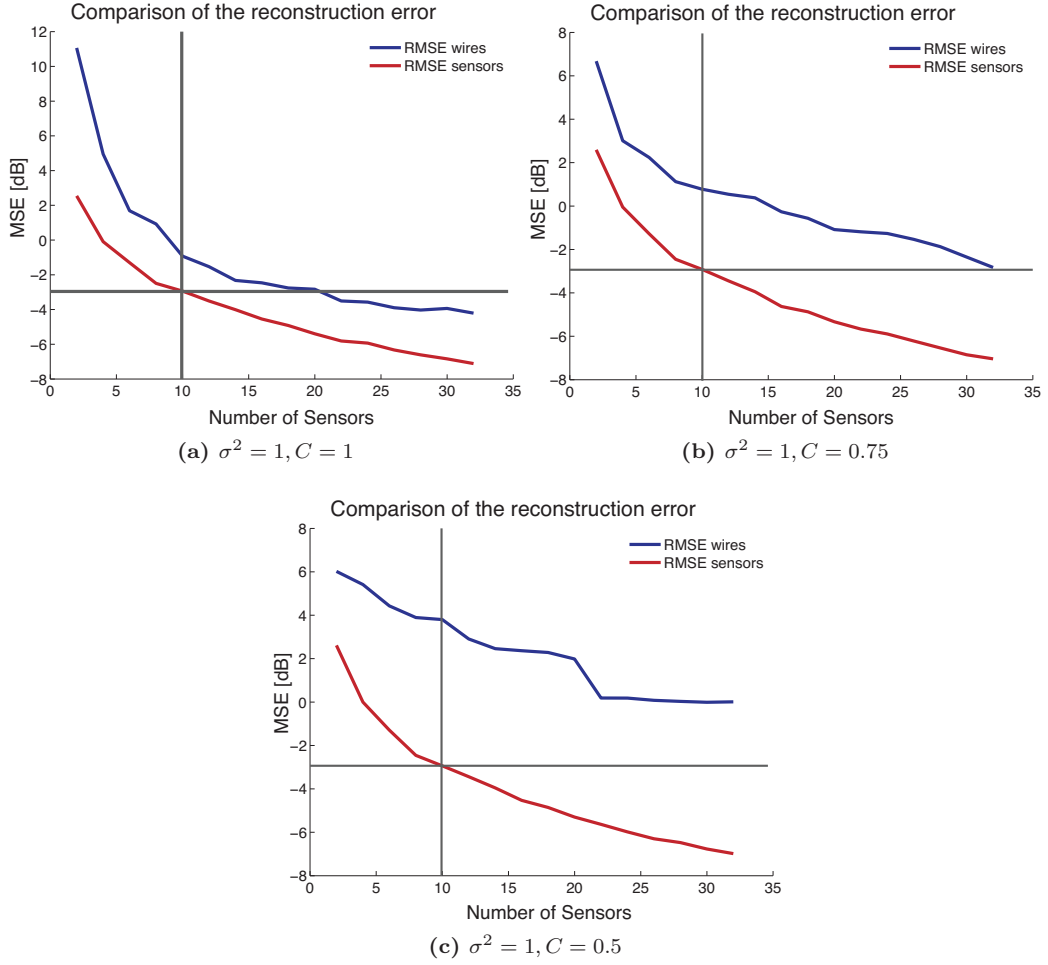 Comparison of the reconstruction error
12
10
8
6
4
2
0
−2
−4
−6
−8
MSE [dB]
RMSE wires
RMSE sensors
0 5 10 15 20 25 30 35
Number of Sensors
(a) σ² = 1, C = 1
Comparison of the reconstruction error
8
6
4
2
0
−2
−4
−6
−8
MSE [dB]
RMSE wires
RMSE sensors
0 5 10 15 20 25 30 35
Number of Sensors
(b) σ² = 1, C = 0.75
Comparison of the reconstruction error
8
6
4
2
0
−2
−4
−6
−8
MSE [dB]
RMSE wires
RMSE sensors
0 5 10 15 20 25 30 35
Number of Sensors
(c) σ² = 1, C = 0.5